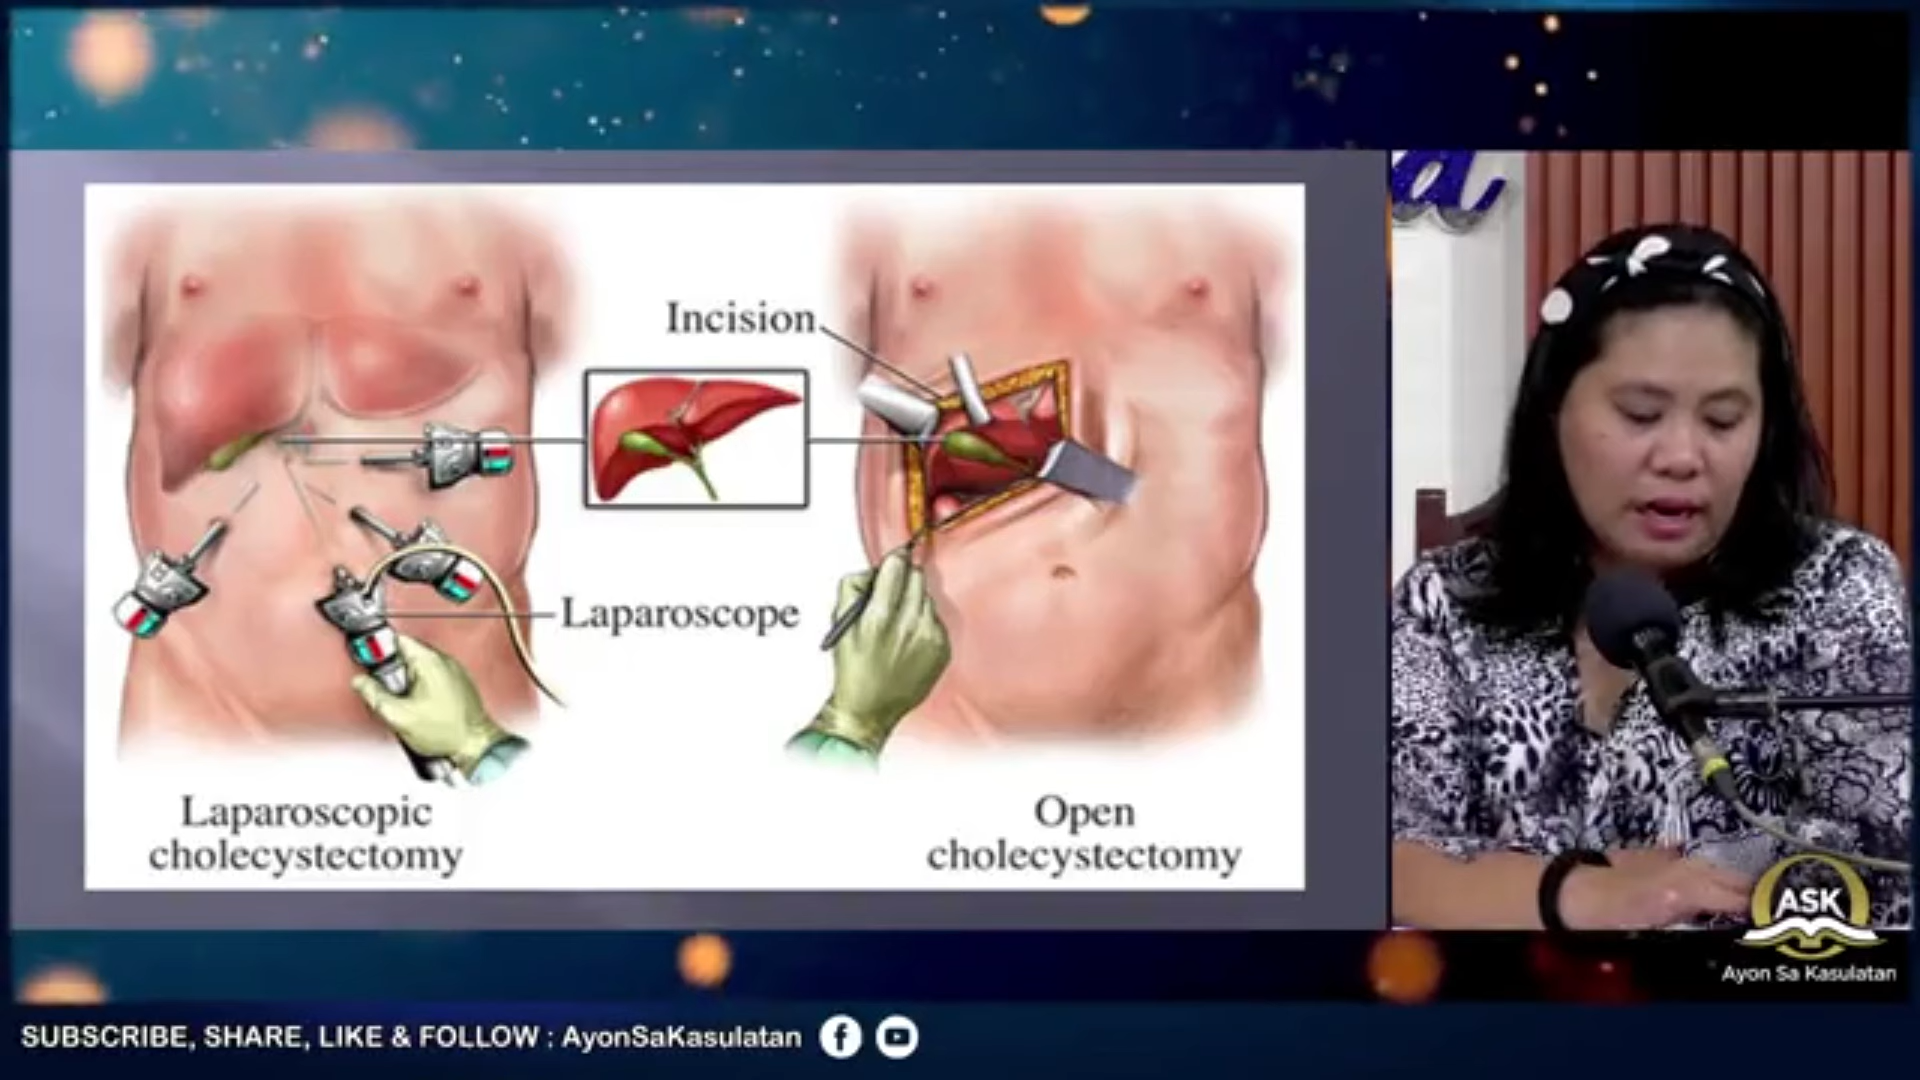 Incision
Laparoscope
Laparoscopic
cholecystectomy
Open
cholecystectomy
ASK
Ayon Sa Kasulatan
SUBSCRIBE, SHARE, LIKE & FOLLOW : AyonSaKasulatan